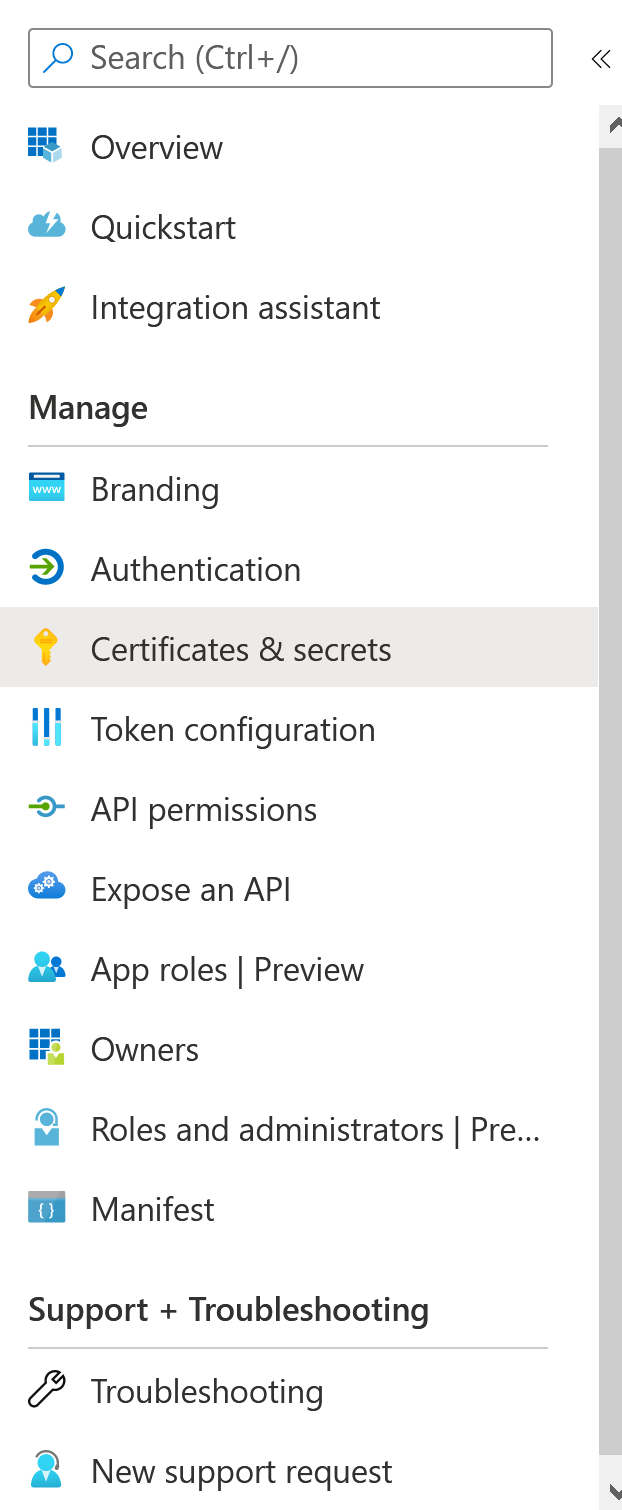 Search (Ctrl+/)
Overview
Quickstart
Integration assistant
Manage
www
Branding
Authentication
Certificates & secrets
Token configuration
API permissions
Expose an API
App roles | Preview
Owners
Roles and administrators | Pre...
{ }
Manifest
Support + Troubleshooting
Troubleshooting
New support request